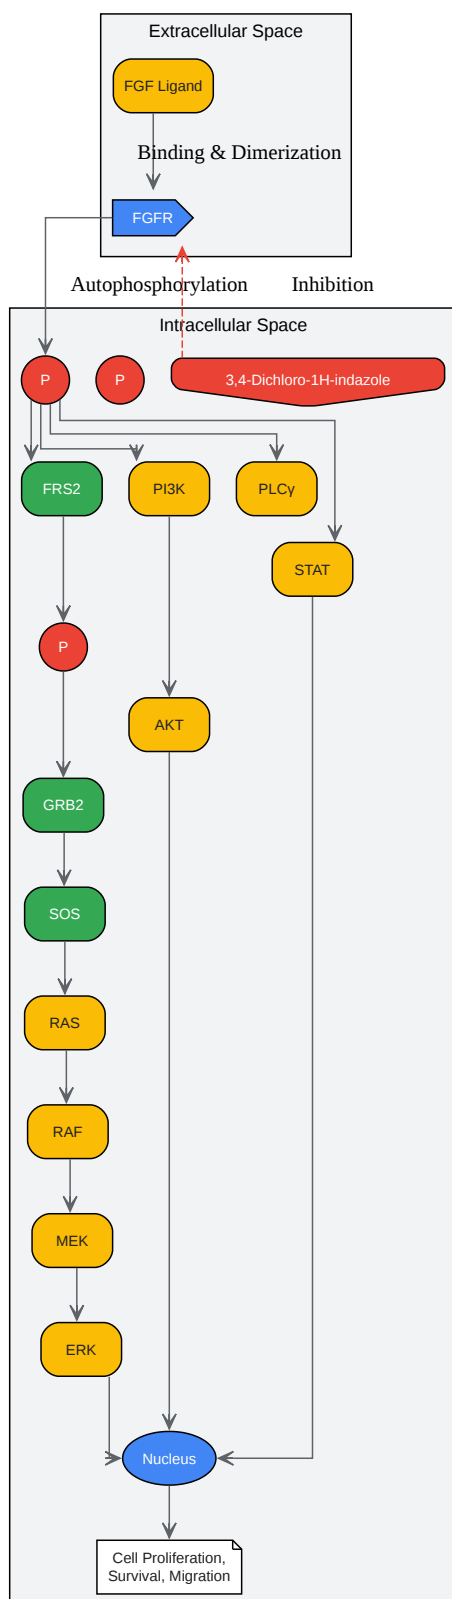 Extracellular Space
FGF Ligand
Binding & Dimerization
FGFR
Autophosphorylation
Inhibition
Intracellular Space
P
P
3,4-Dichloro-1H-indazole
FRS2
PI3K
PLCγ
STAT
P
AKT
GRB2
SOS
RAS
RAF
MEK
ERK
Nucleus
Cell Proliferation,
Survival, Migration